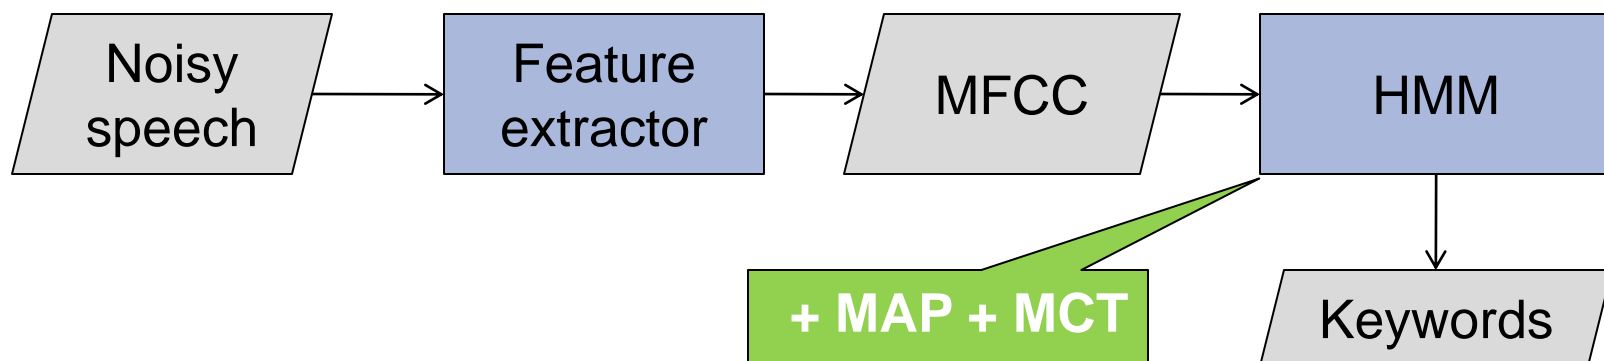 Noisy
speech
Feature
extractor
MFCC
HMM
+ MAP + MCT
Keywords